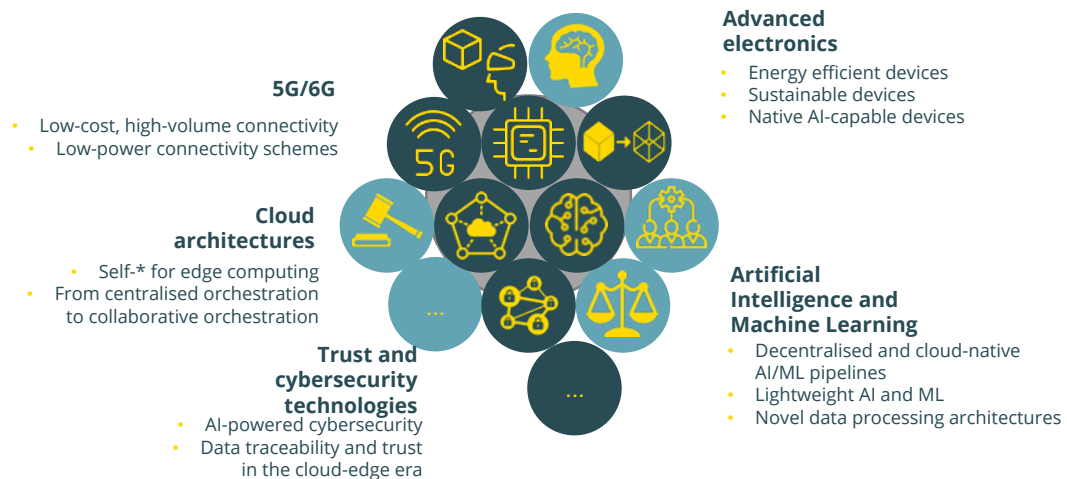 5G/6G
• Low-cost, high-volume connectivity
• Low-power connectivity schemes
Cloud
architectures
• Self-* for edge computing
• From centralised orchestration
to collaborative orchestration
Trust and
cybersecurity
technologies
• AI-powered cybersecurity
• Data traceability and trust
in the cloud-edge era
5G
...
...
Advanced
electronics
• Energy efficient devices
• Sustainable devices
• Native AI-capable devices
Artificial
Intelligence and
Machine Learning
• Decentralised and cloud-native
AI/ML pipelines
• Lightweight AI and ML
• Novel data processing architectures